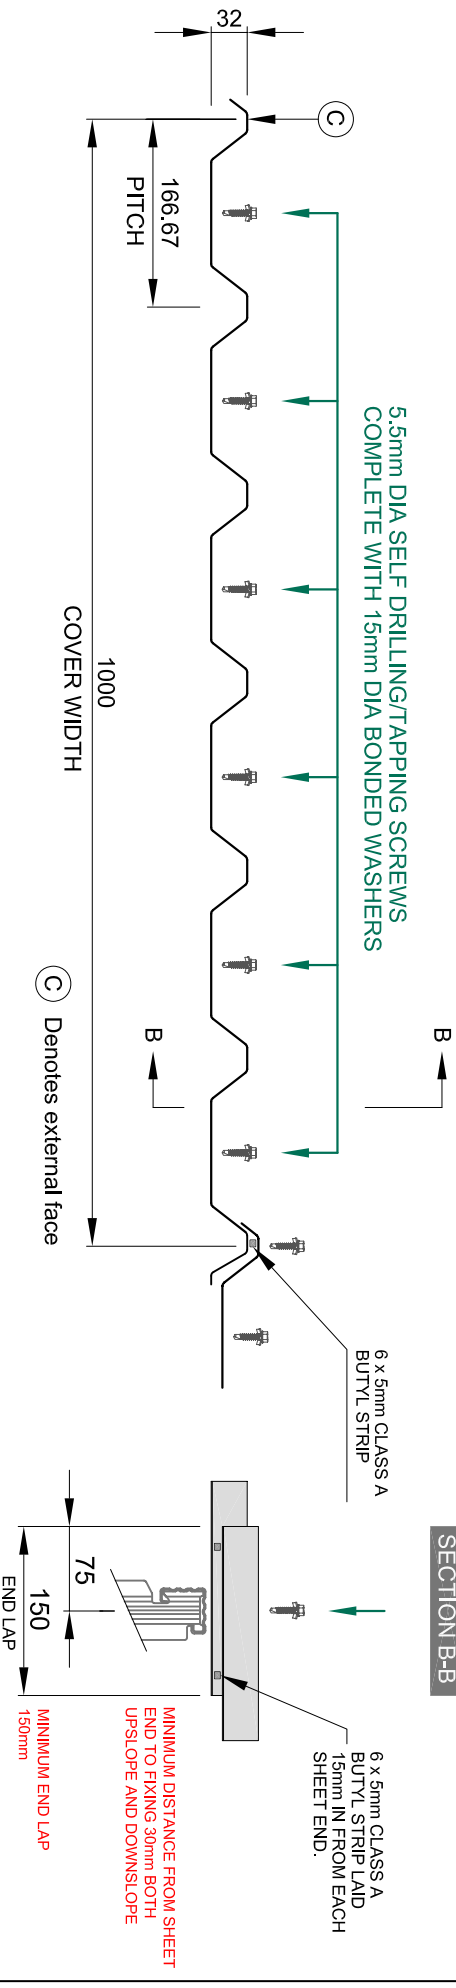 SECTION B-B
5.5mm DIA SELF DRILLING/TAPPING SCREWS
COMPLETE WITH 15mm DIA BONDED WASHERS
B
6 x 5mm CLASS A
BUTYL STRIP
6 x 5mm CLASS A
BUTYL STRIP LAID
15mm IN FROM EACH
SHEET END.
C
32
166.67
PITCH
B
1000
COVER WIDTH
C Denotes external face
75
150
END LAP
MINIMUM DISTANCE FROM SHEET
END TO FIXING 30mm BOTH
UPSLOPE AND DOWNSLOPE
MINIMUM END LAP
150mm